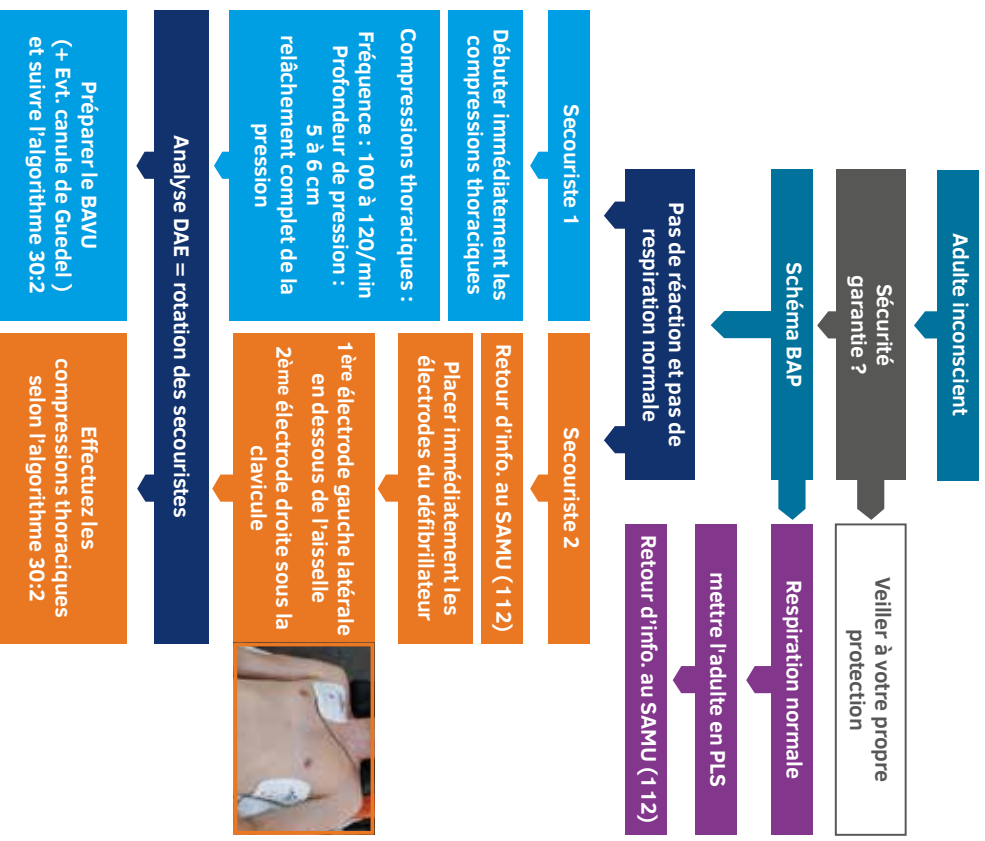 Adulte inconscient
Sécurité
garantie ?
Veiller à votre propre
protection
Schéma BAP
Respiration normale
mettre l'adulte en PLS
Retour d'info. au SAMU (112)
Pas de réaction et pas de
respiration normale
Secouriste 1
Débuter immédiatement les
compressions thoraciques
Compressions thoraciques :
Fréquence : 100 à 120/min
Profondeur de pression :
5 à 6 cm
relâchement complet de la
pression
Secouriste 2
Retour d'info. au SAMU (112)
Placer immédiatement les
électrodes du défibrillateur
1ère électrode gauche latérale
en dessous de l'aisselle
2ème électrode droite sous la
clavicule
Analyse DAE = rotation des secouristes
Préparer le BAVU
(+ Evt. canule de Guedel )
et suivre l'algorithme 30:2
Effectuez les
compressions thoraciques
selon l'algorithme 30:2